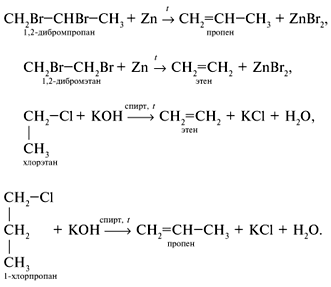 CH₂Br—CHBr—CH₃ + Zn →t CH₂=CH—CH₃ + ZnBr₂,
1,2-дибромпропан пропен
CH₂Br—CH₂Br + Zn →t CH₂=CH₂ + ZnBr₂,
1,2-дибромэтан этен
CH₂—Cl + KOH →спирт, t CH₂=CH₂ + KCl + H₂O,
этен
CH₃
хлорэтан
CH₂—Cl
CH₂ + KOH →спирт, t CH₂=CH—CH₃ + KCl + H₂O.
пропен
CH₃
1-хлорпропан